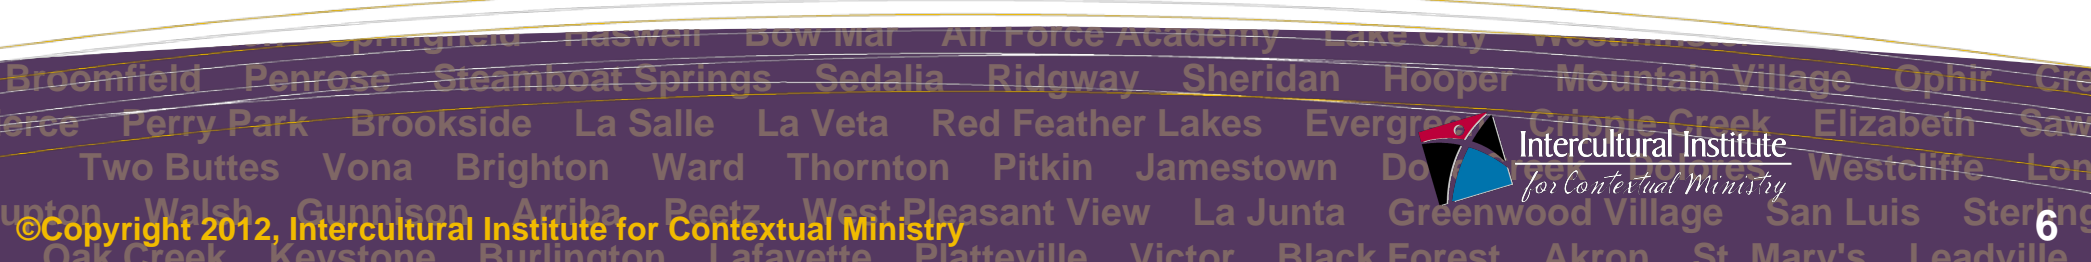 Springfield Haswell Bow Mar Air Force Academy Lake City Westminster
Broomfield Penrose Steamboat Springs Sedalia Ridgway Sheridan Hooper Mountain Village Ophir
Perry Park Brookside La Salle La Veta Red Feather Lakes Cripple Creek Elizabeth
Intercultural Institute
Two Buttes Vona Brighton Ward Thornton Pitkin Jamestown Westcliffe
for Contextual Ministry
Walsh Gunnison Arriba Peetz West Pleasant View La Junta Greenwood Village San Luis
©Copyright 2012, Intercultural Institute for Contextual Ministry
6
Oak Creek Keystone Burlington Lafayette Platteville Victor Black Forest Akron St. Mary's Leadville